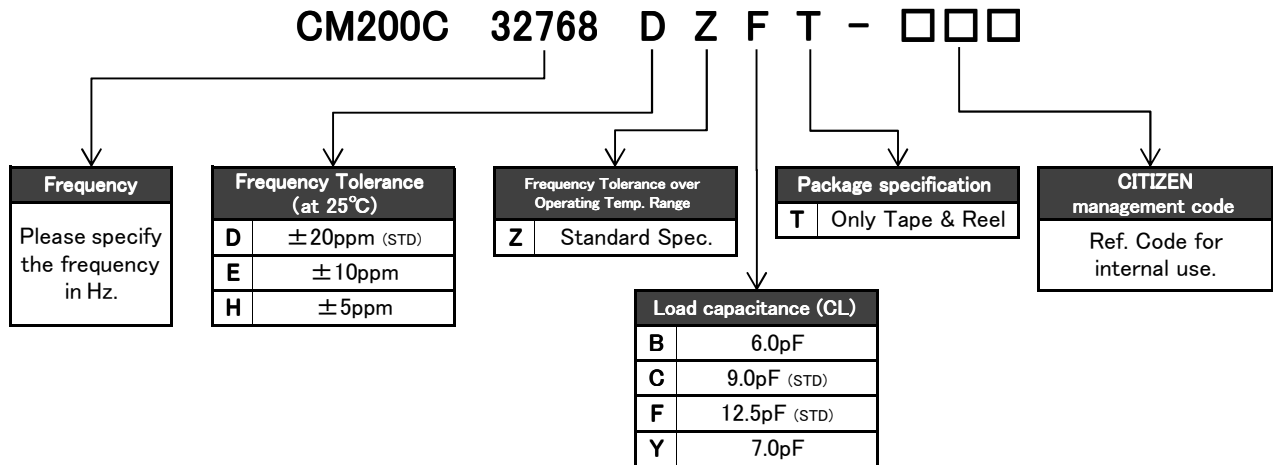 CM200C 32768 D Z F T - □□□
Frequency
Please specify
the frequency
in Hz.
Frequency Tolerance
(at 25℃)
D ±20ppm (STD)
E ±10ppm
H ±5ppm
Frequency Tolerance over
Operating Temp. Range
Z Standard Spec.
Load capacitance (CL)
B 6.0pF
C 9.0pF (STD)
F 12.5pF (STD)
Y 7.0pF
Package specification
T Only Tape & Reel
CITIZEN
management code
Ref. Code for
internal use.